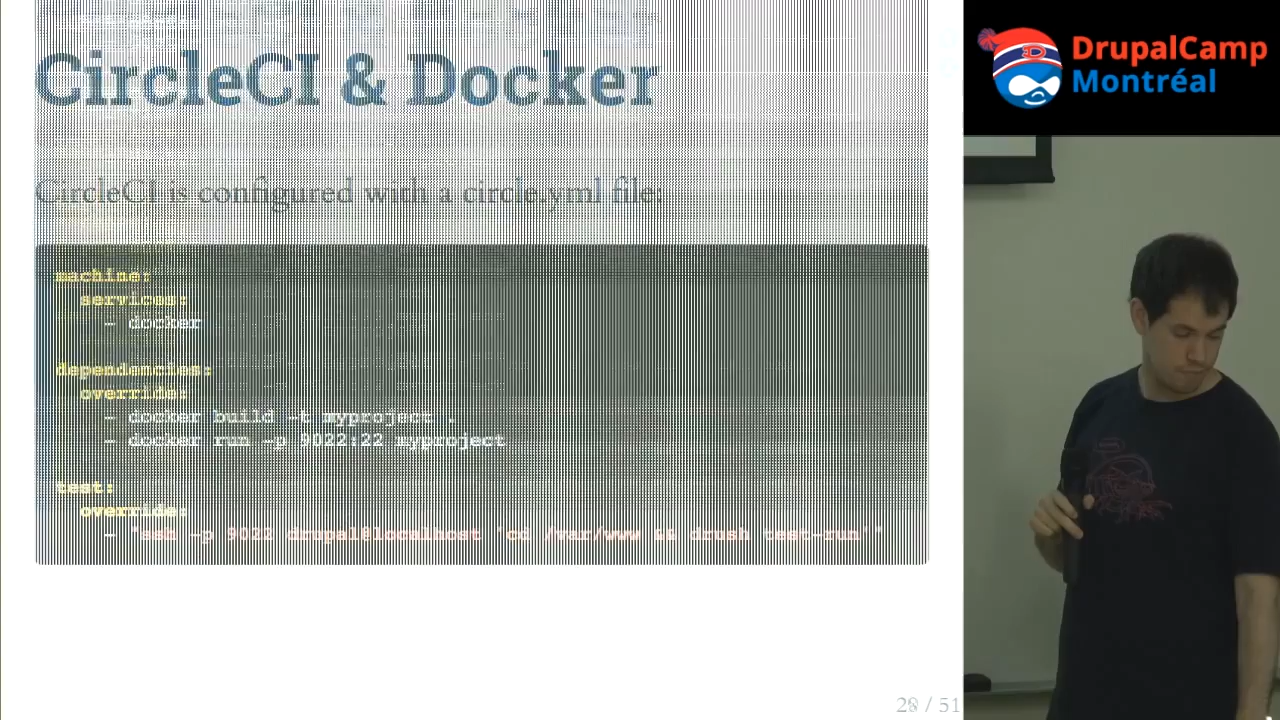 CircleCI & Docker
CircleCI is configured with a circle.yml file:
machine:
services:
- docker
dependencies:
override:
- docker build -t myproject .
- docker run -p 9022:22 myproject
test:
override:
- "ssh -p 9022 drupal@localhost 'cd /var/www && drush test-run'"
/ 51
DrupalCamp
Montréal